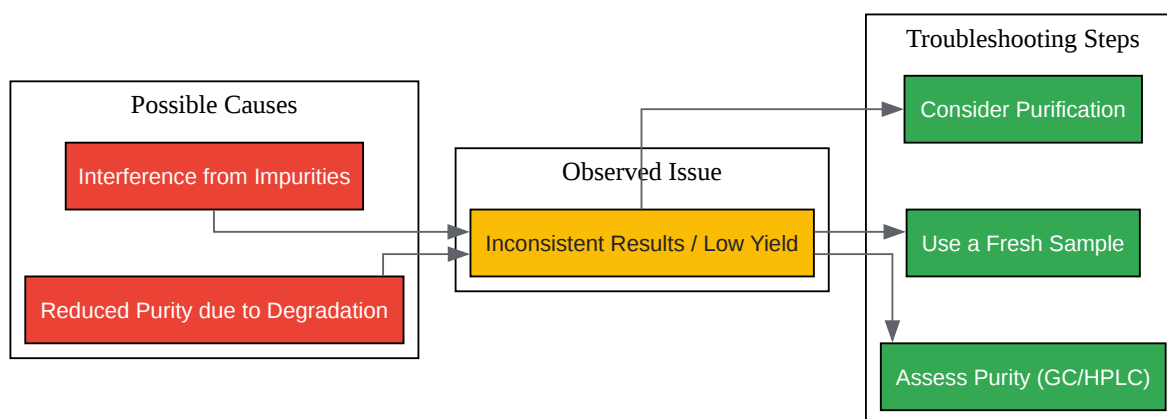 Possible Causes
Interference from Impurities
Reduced Purity due to Degradation
Observed Issue
Inconsistent Results / Low Yield
Troubleshooting Steps
Consider Purification
Use a Fresh Sample
Assess Purity (GC/HPLC)